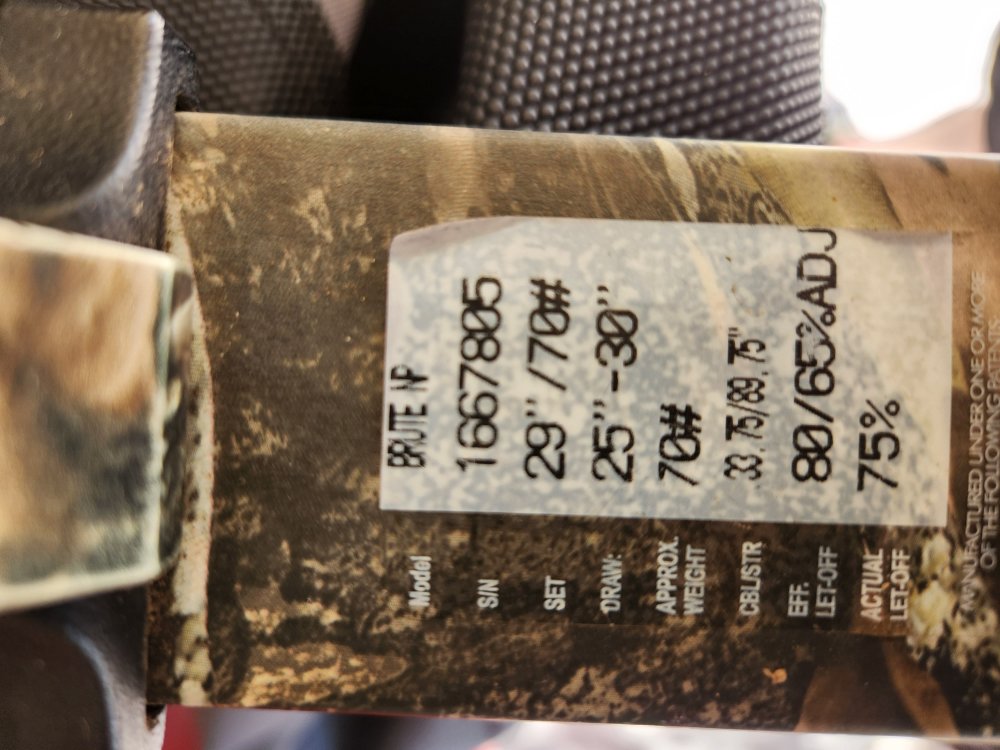 Model BRUTE NP
S/N 1667805
SET 29"/70#
DRAW: 25"-30"
APPROX. WEIGHT 70#
CBL/STR 33.75/89.75"
EFF. LET-OFF 80/65%ADJ
ACTUAL LET-OFF 75%
MANUFACTURED UNDER ONE OR MORE
OF THE FOLLOWING PATENTS